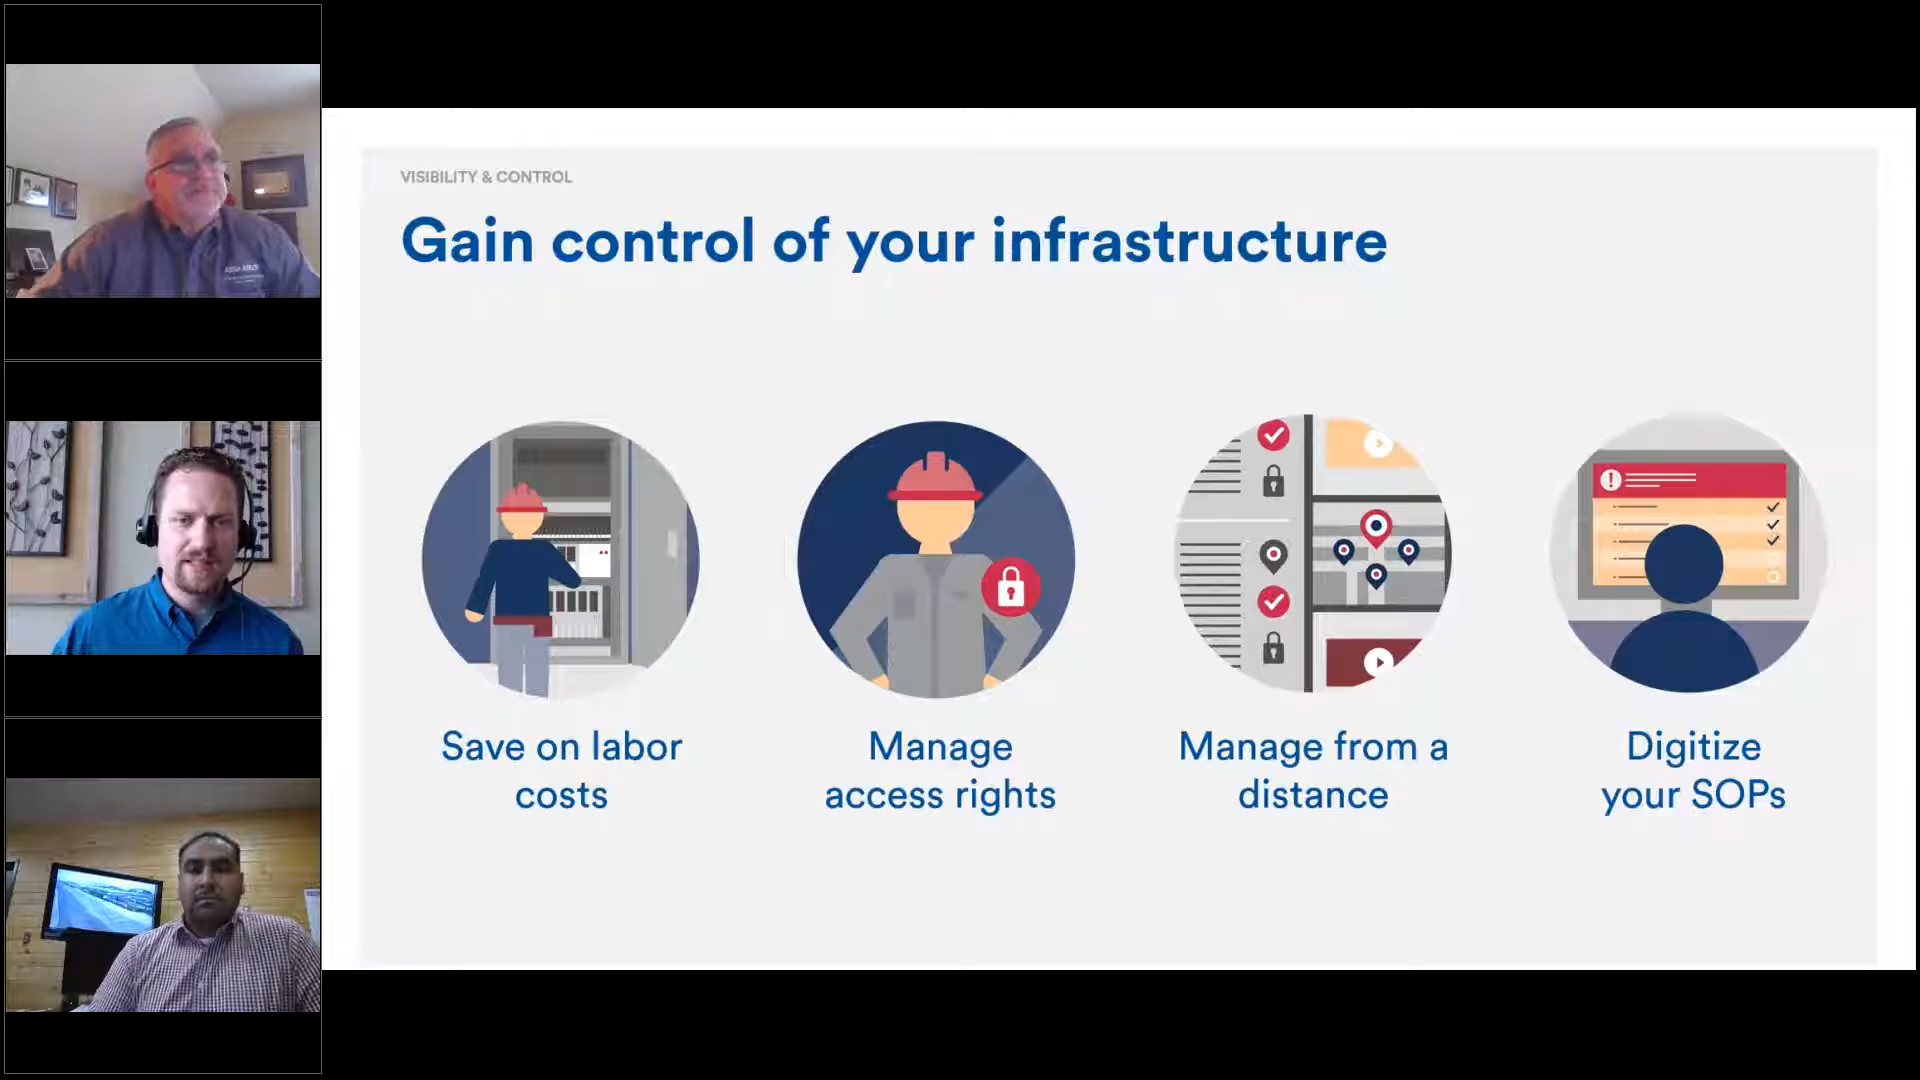 VISIBILITY & CONTROL
Gain control of your infrastructure
Save on labor
costs
Manage
access rights
Manage from a
distance
Digitize
your SOPs